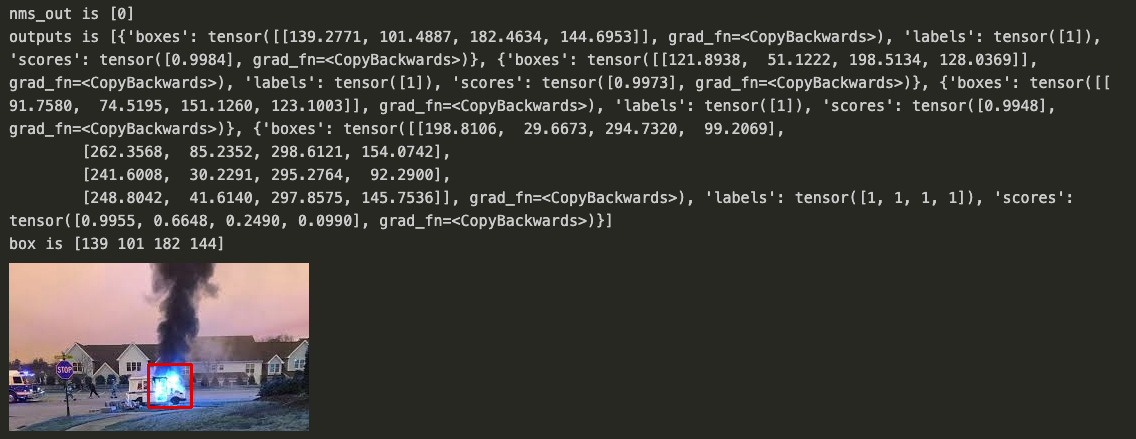 nms_out is [0]
outputs is [{'boxes': tensor([[139.2771, 101.4887, 182.4634, 144.6953]], grad_fn=<CopyBackwards>), 'labels': tensor([1]),
'scores': tensor([0.9984], grad_fn=<CopyBackwards>)}, {'boxes': tensor([[121.8938,  51.1222, 198.5134, 128.0369]],
grad_fn=<CopyBackwards>), 'labels': tensor([1]), 'scores': tensor([0.9973], grad_fn=<CopyBackwards>)}, {'boxes': tensor([[
91.7580,  74.5195, 151.1260, 123.1003]], grad_fn=<CopyBackwards>), 'labels': tensor([1]), 'scores': tensor([0.9948],
grad_fn=<CopyBackwards>)}, {'boxes': tensor([[198.8106,  29.6673, 294.7320,  99.2069],
        [262.3568,  85.2352, 298.6121, 154.0742],
        [241.6008,  30.2291, 295.2764,  92.2900],
        [248.8042,  41.6140, 297.8575, 145.7536]], grad_fn=<CopyBackwards>), 'labels': tensor([1, 1, 1, 1]), 'scores':
tensor([0.9955, 0.6648, 0.2490, 0.0990], grad_fn=<CopyBackwards>)}]
box is [139 101 182 144]
STOP